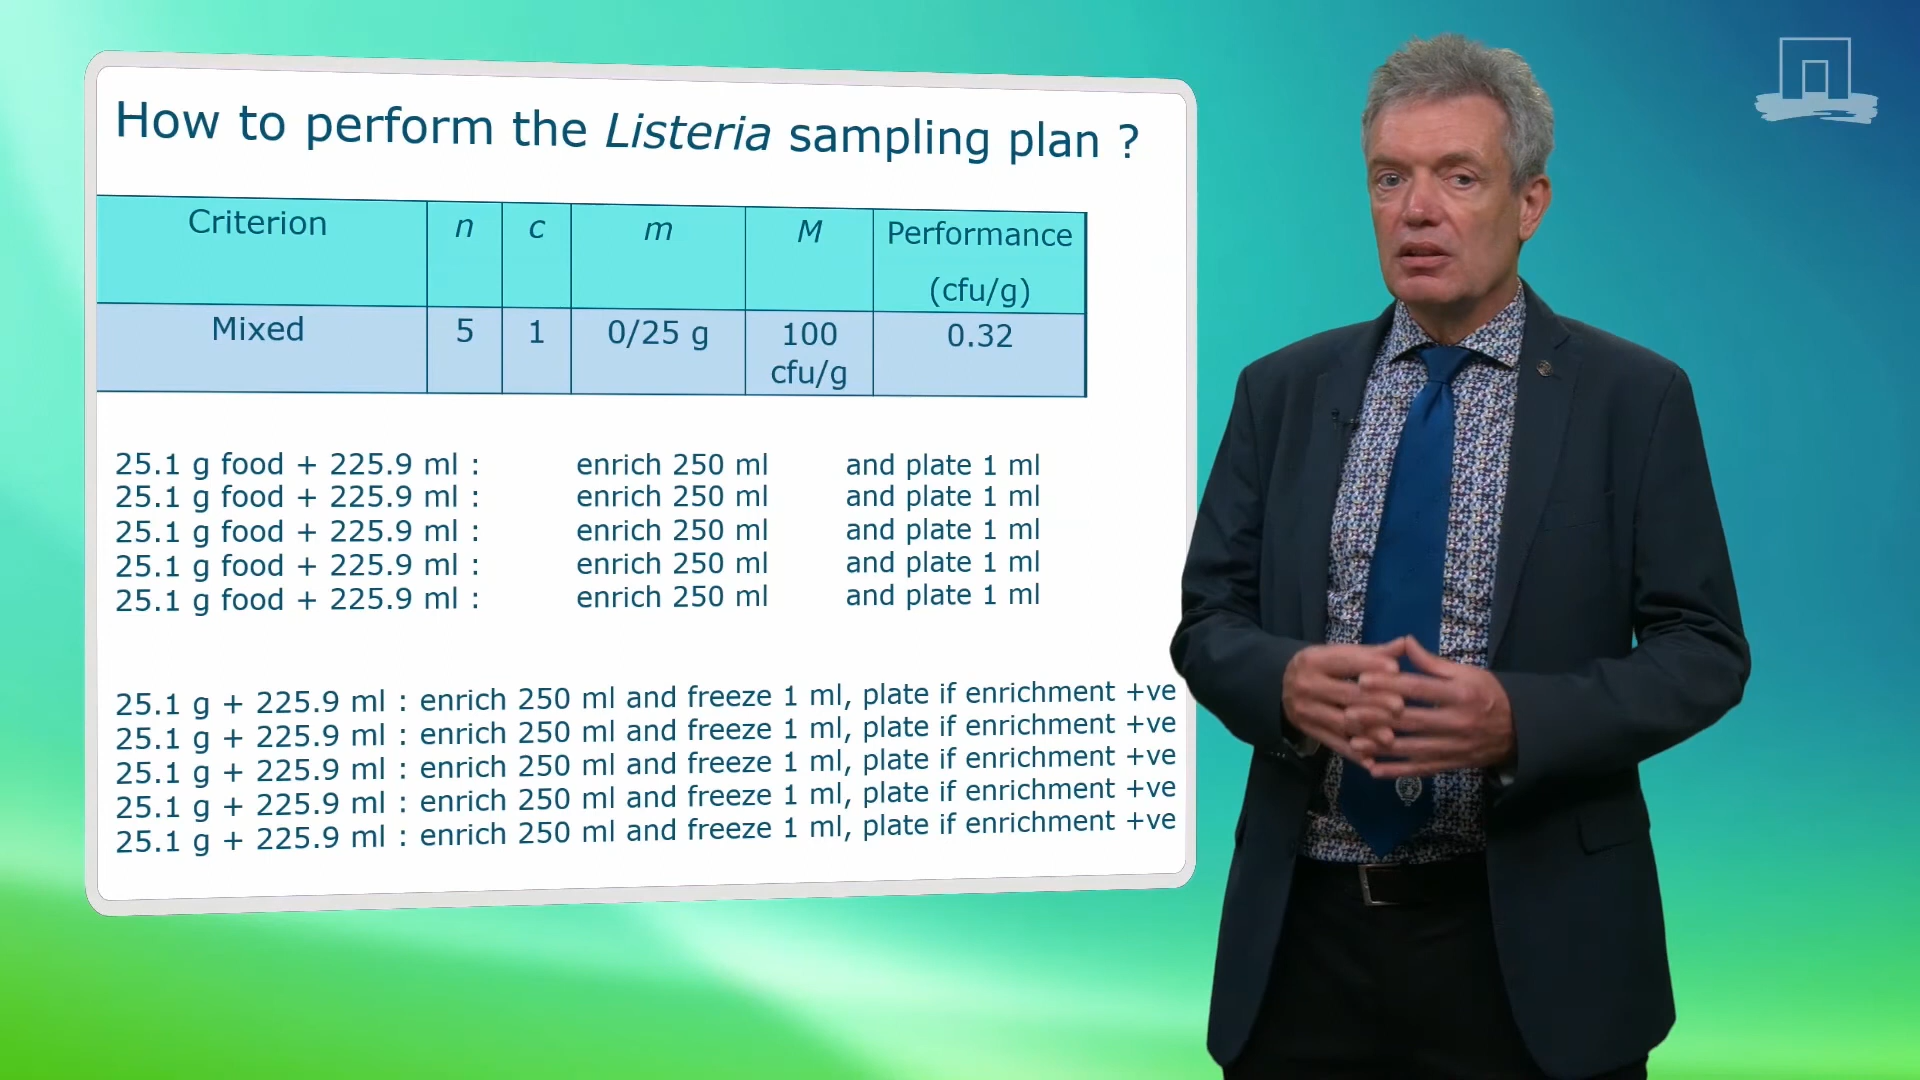 How to perform the Listeria sampling plan ?
Criterion n c m M Performance
(cfu/g)
Mixed 5 1 0/25 g 100 0.32
cfu/g
25.1 g food + 225.9 ml : enrich 250 ml and plate 1 ml
25.1 g food + 225.9 ml : enrich 250 ml and plate 1 ml
25.1 g food + 225.9 ml : enrich 250 ml and plate 1 ml
25.1 g food + 225.9 ml : enrich 250 ml and plate 1 ml
25.1 g food + 225.9 ml : enrich 250 ml and plate 1 ml
25.1 g + 225.9 ml : enrich 250 ml and freeze 1 ml, plate if enrichment +ve
25.1 g + 225.9 ml : enrich 250 ml and freeze 1 ml, plate if enrichment +ve
25.1 g + 225.9 ml : enrich 250 ml and freeze 1 ml, plate if enrichment +ve
25.1 g + 225.9 ml : enrich 250 ml and freeze 1 ml, plate if enrichment +ve
25.1 g + 225.9 ml : enrich 250 ml and freeze 1 ml, plate if enrichment +ve